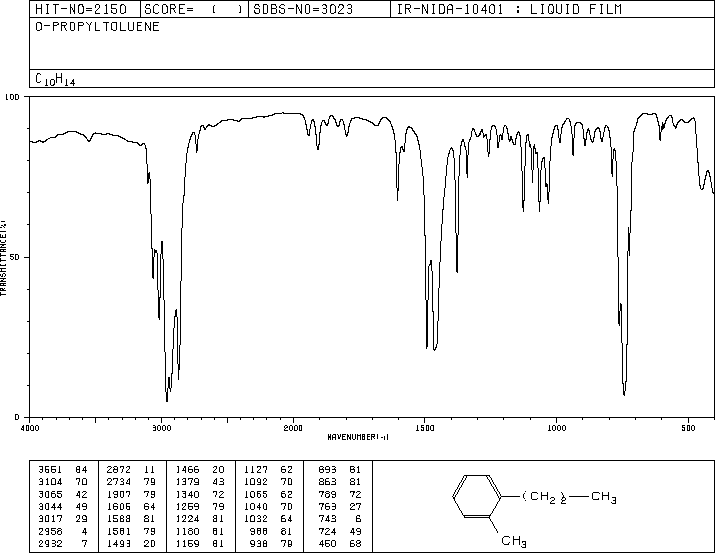 HIT-NO=2150 SCORE= ( ) SDBS-NO=3023 IR-NIDA-10401 : LIQUID FILM
O-PROPYLTOLUENE
C10H14
100
50
0
TRANSMITTANCE(%)
4000 3000 2000 1500 1000 500
WAVENUMBER(-1)
3551 84 2872 11 1466 20 1127 62 893 81
3104 70 2734 79 1379 43 1092 70 863 81
3065 42 1907 79 1340 72 1065 62 789 72
3044 49 1605 64 1259 79 1040 70 763 27
3017 29 1588 81 1224 81 1032 64 743 6
2958 4 1581 79 1180 81 988 81 724 49
2932 7 1493 20 1159 81 938 79 450 68
(CH2)2 CH3
CH3